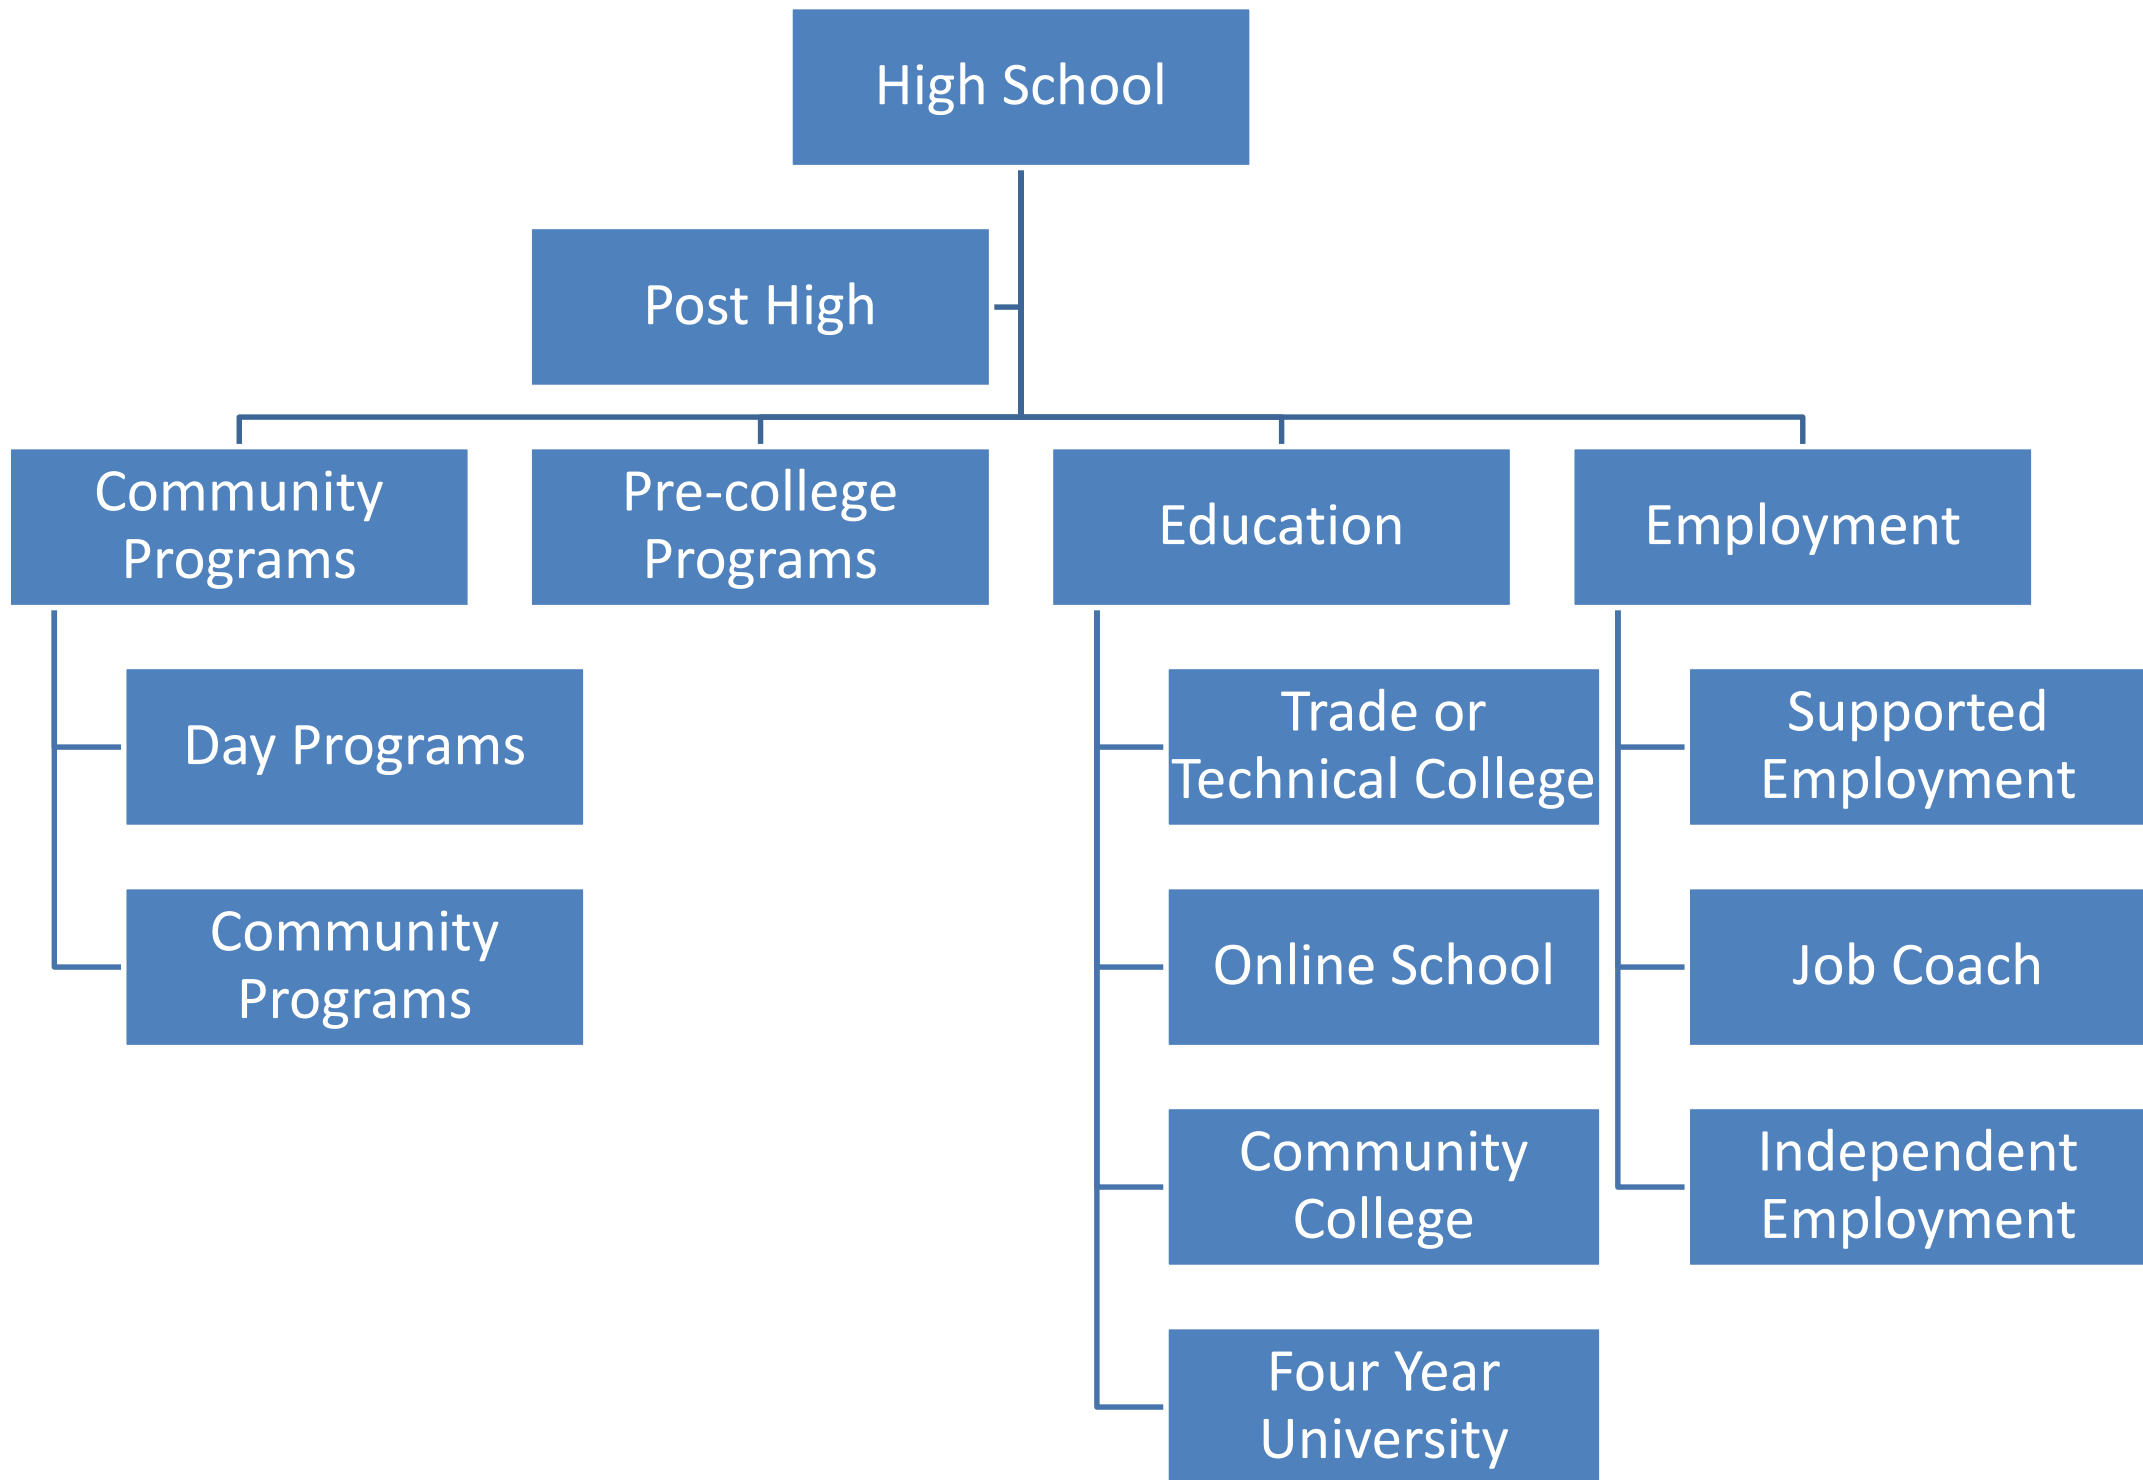 High School
Post High
Community
Programs
Pre-college
Programs
Education
Employment
Day Programs
Community
Programs
Trade or
Technical College
Online School
Community
College
Four Year
University
Supported
Employment
Job Coach
Independent
Employment